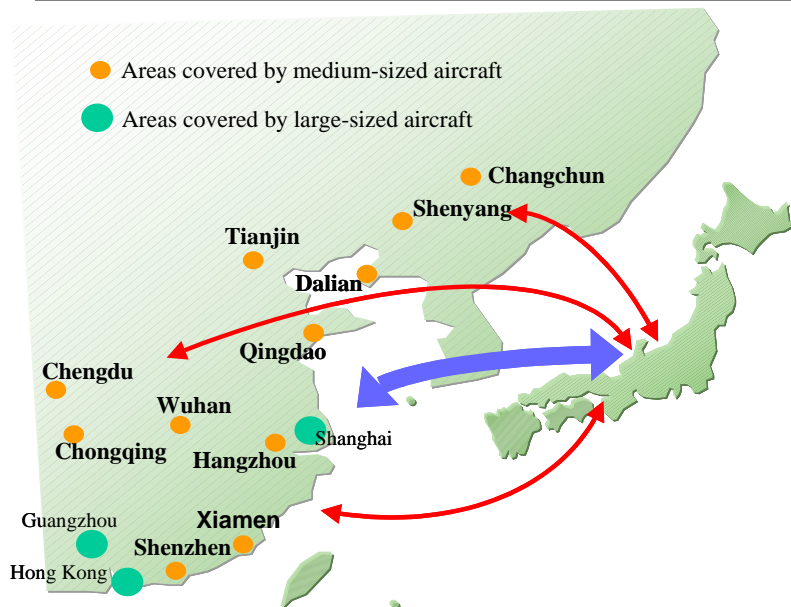 Areas covered by medium-sized aircraft
Areas covered by large-sized aircraft
Changchun
Shenyang
Tianjin
Dalian
Qingdao
Chengdu
Wuhan
Shanghai
Chongqing
Hangzhou
Guangzhou
Xiamen
Shenzhen
Hong Kong